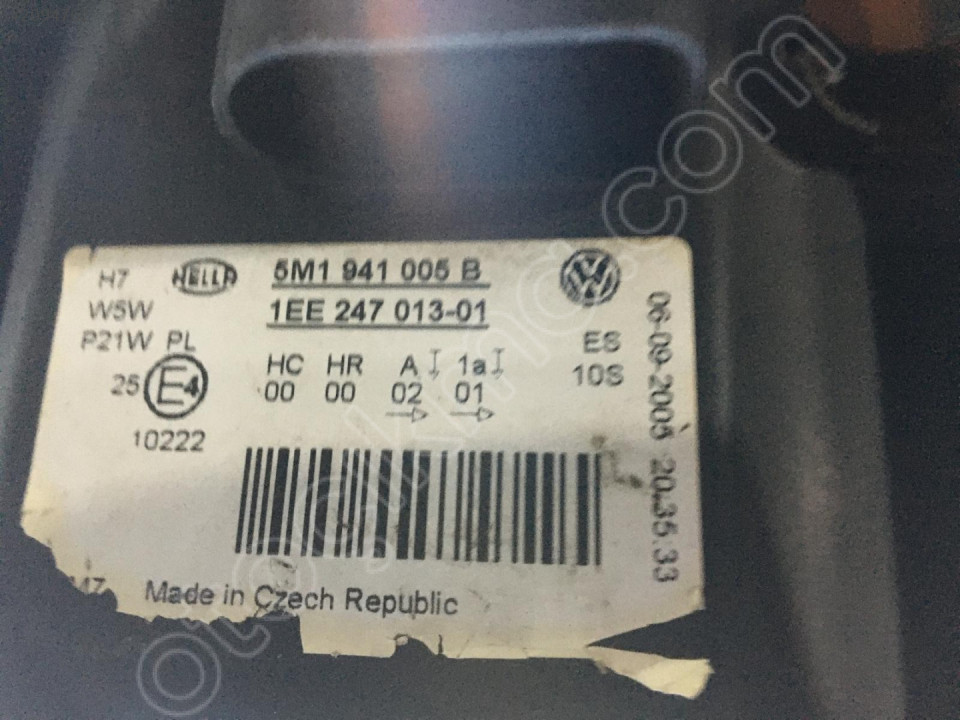 H7 HELLA 5M1 941 005 B
W5W 1EE 247 013-01
P21W PL ES
HC HR A 1a 10S
25 E4 00 00 02 01
10222
06-09-2005 20.35.33
Made in Czech Republic
otocikma.com